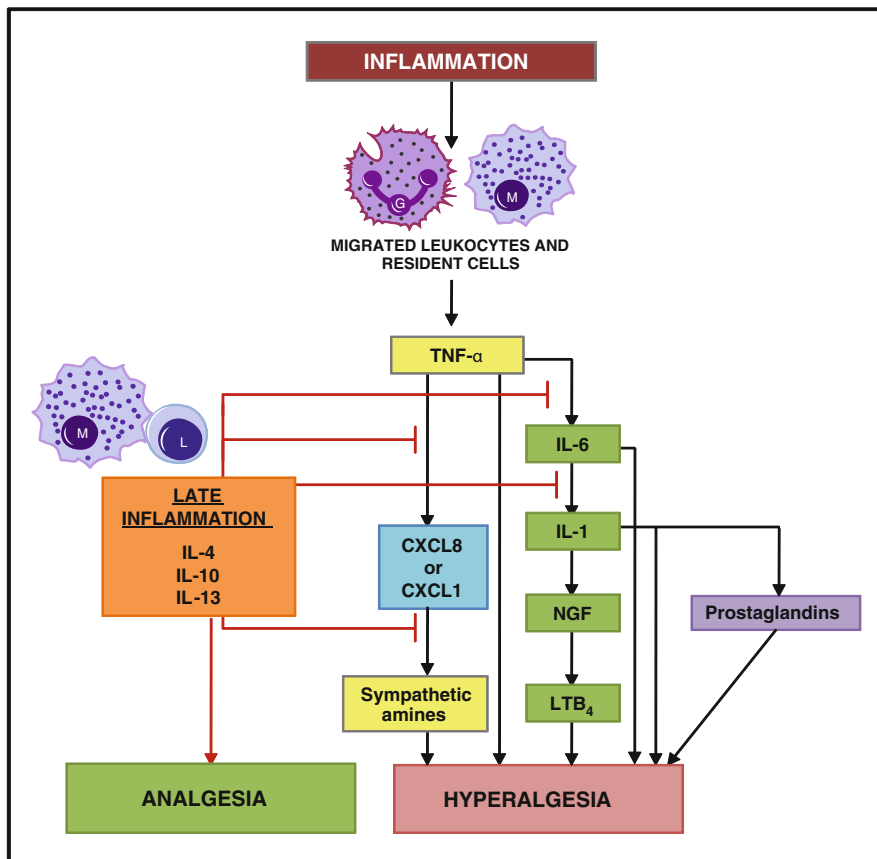 INFLAMMATION
G
M
MIGRATED LEUKOCYTES AND
RESIDENT CELLS
TNF-α
M
L
IL-6
LATE
INFLAMMATION
IL-4
IL-10
IL-13
CXCL8
or
CXCL1
IL-1
NGF
Prostaglandins
Sympathetic
amines
LTB₄
ANALGESIA
HYPERALGESIA